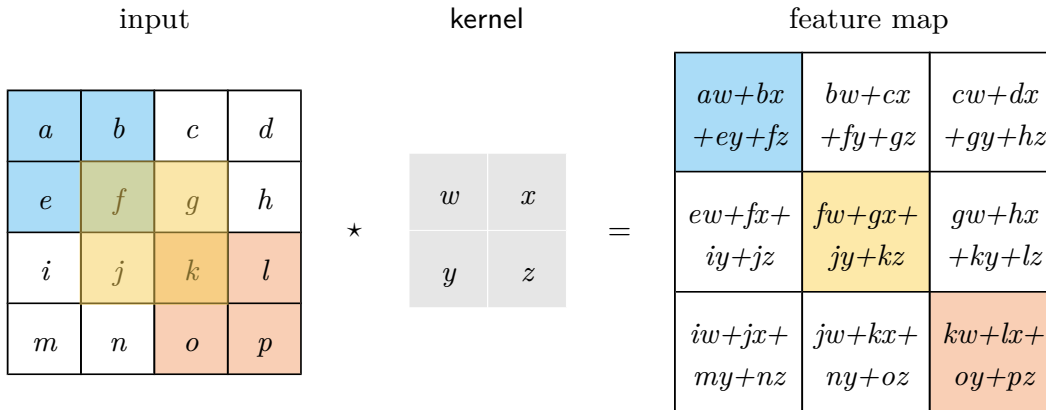 input kernel feature map
a b c d
e f g h
i j k l
m n o p
⋆
w x
y z
=
aw+bx
+ey+fz
bw+cx
+fy+gz
cw+dx
+gy+hz
ew+fx+
iy+jz
fw+gx+
jy+kz
gw+hx
+ky+lz
iw+jx+
my+nz
jw+kx+
ny+oz
kw+lx+
oy+pz